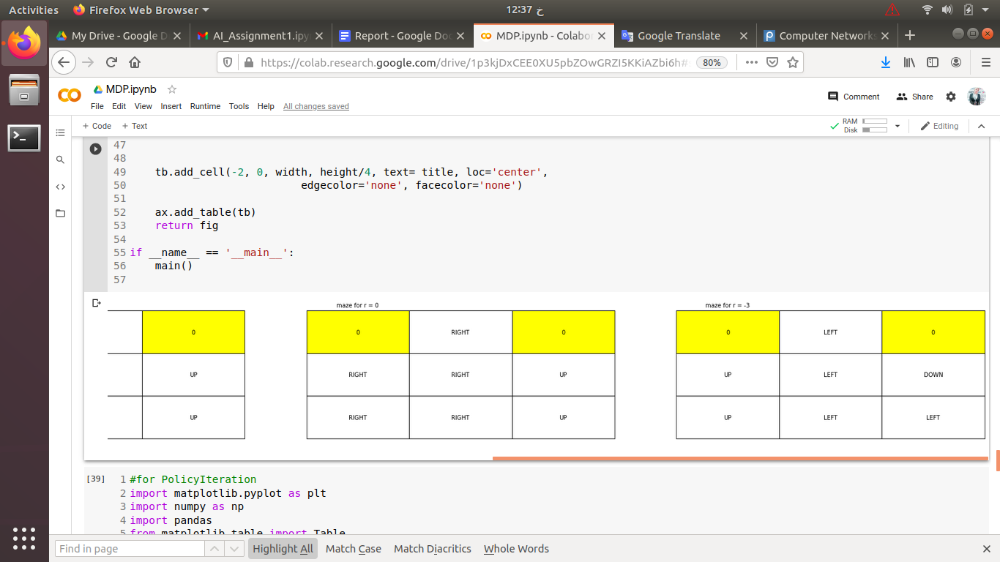 Activities Firefox Web Browser 12:37 خ
My Drive - Google D AI_Assignment1.ipy Report - Google Doc MDP.ipynb - Colabor Google Translate Computer Networks
https://colab.research.google.com/drive/1p3kjDxCEE0XU5pbZOwGRZI5KKiAZbi6h# 80%
MDP.ipynb
Comment Share
File Edit View Insert Runtime Tools Help All changes saved
+ Code + Text RAM Disk Editing
47
48
49 tb.add_cell(-2, 0, width, height/4, text= title, loc='center',
50 edgecolor='none', facecolor='none')
51
52 ax.add_table(tb)
53 return fig
54
55 if __name__ == '__main__':
56 main()
57
maze for r = 0 maze for r = -3
0 0 RIGHT 0 0 LEFT 0
UP RIGHT RIGHT UP UP LEFT DOWN
UP RIGHT RIGHT UP UP LEFT LEFT
[39] 1 #for PolicyIteration
2 import matplotlib.pyplot as plt
3 import numpy as np
4 import pandas
5 from matplotlib.table import Table
Find in page Highlight All Match Case Match Diacritics Whole Words